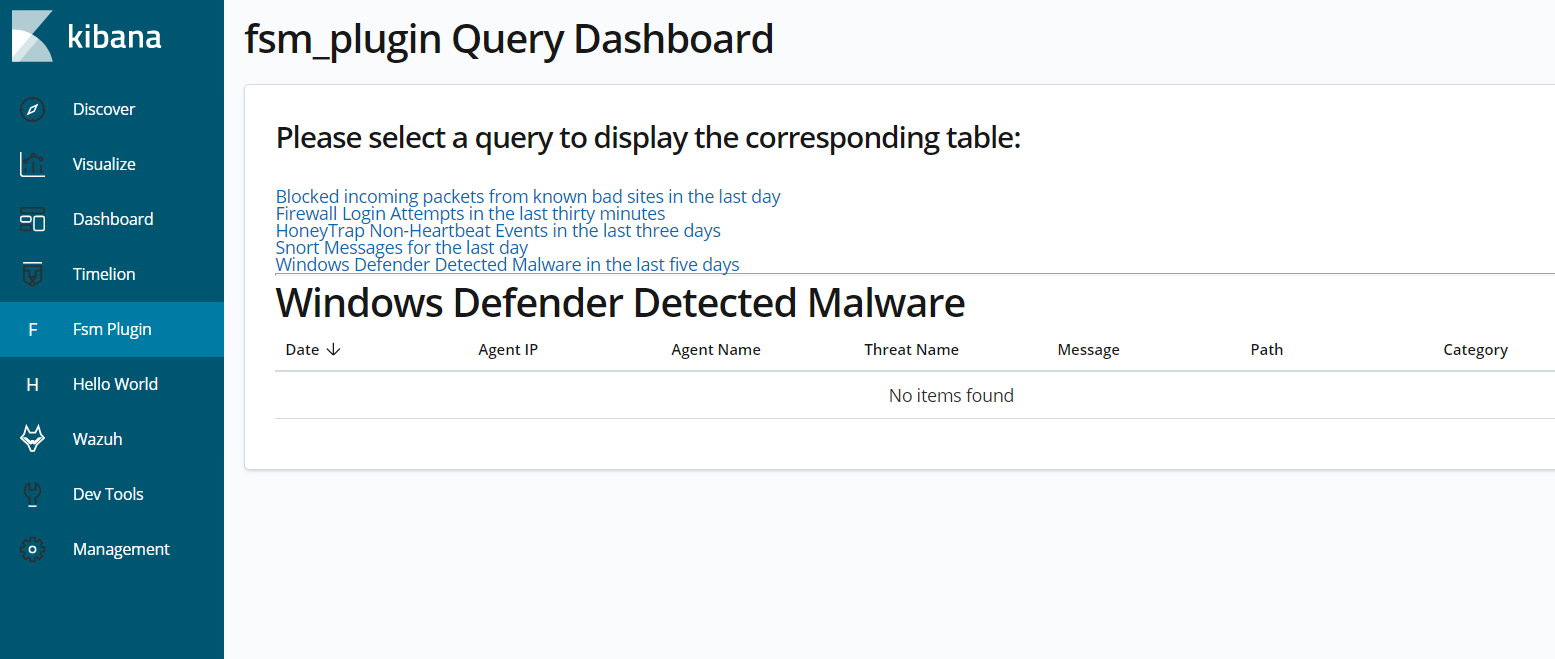 kibana
Discover
Visualize
Dashboard
Timelion
F Fsm Plugin
H Hello World
Wazuh
Dev Tools
Management
fsm_plugin Query Dashboard
Please select a query to display the corresponding table:
Blocked incoming packets from known bad sites in the last day
Firewall Login Attempts in the last thirty minutes
HoneyTrap Non-Heartbeat Events in the last three days
Snort Messages for the last day
Windows Defender Detected Malware in the last five days
Windows Defender Detected Malware
Date ↓ Agent IP Agent Name Threat Name Message Path Category
No items found